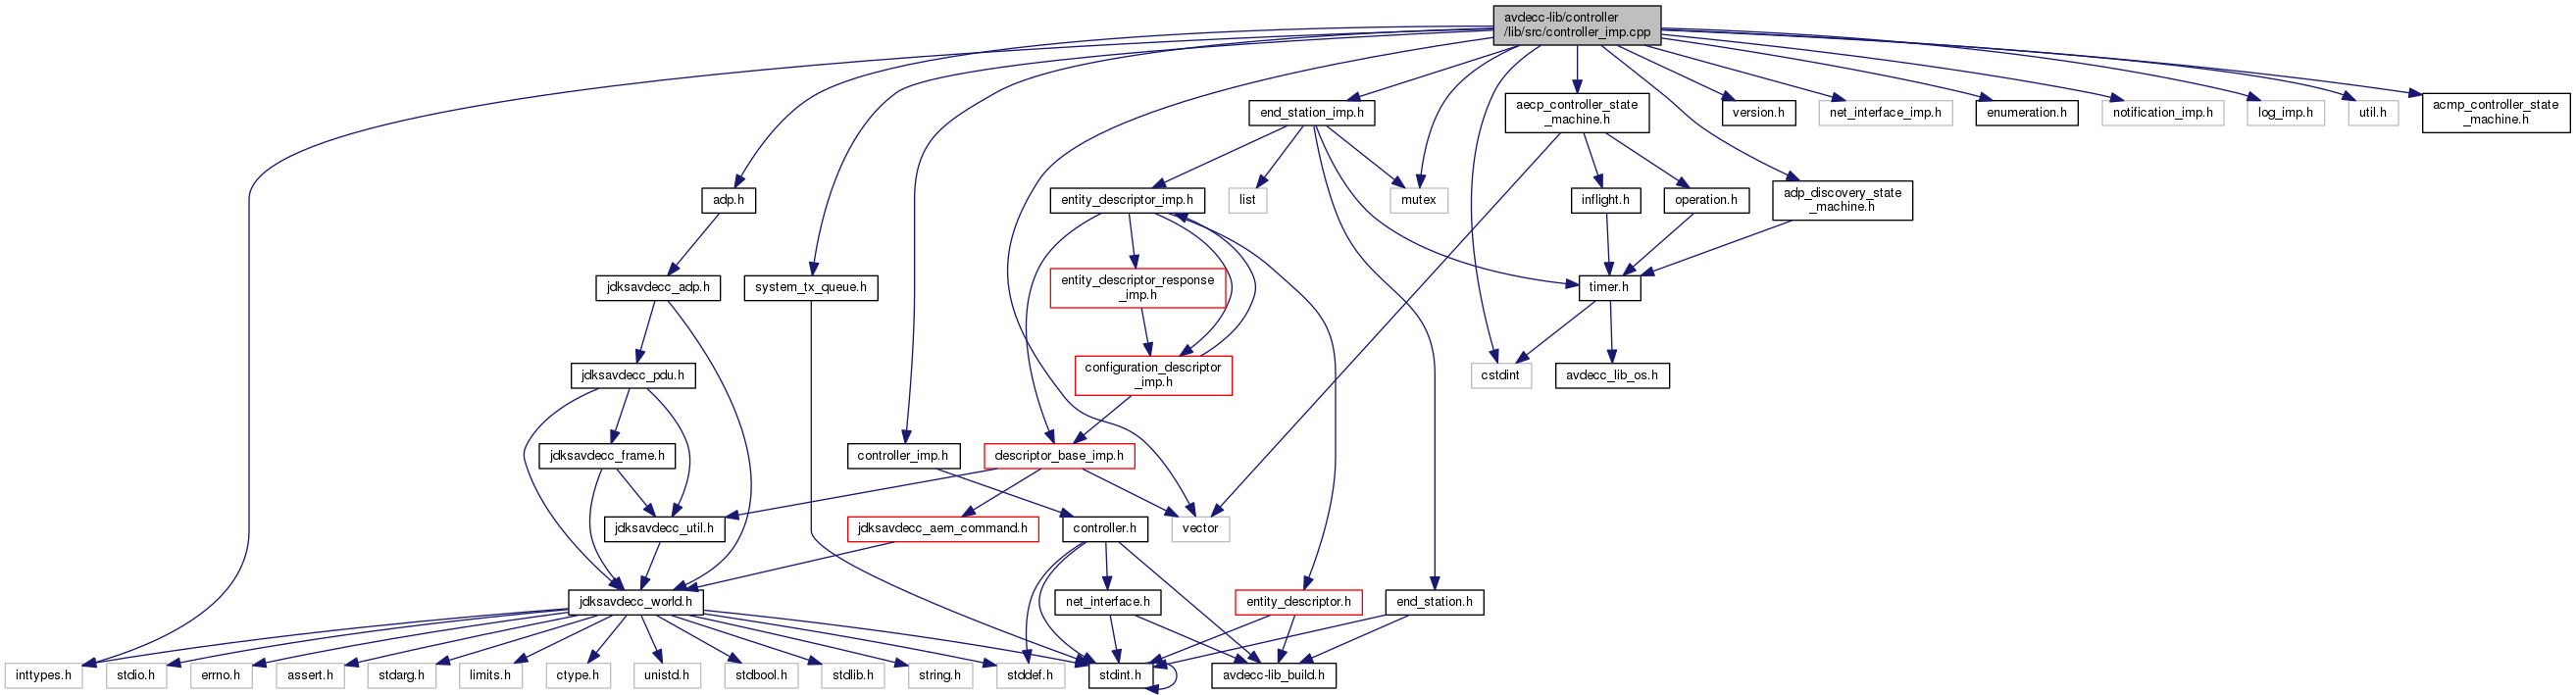 avdecc-lib/controller
/lib/src/controller_imp.cpp
end_station_imp.h
aecp_controller_state
_machine.h
version.h
net_interface_imp.h
enumeration.h
notification_imp.h
log_imp.h
util.h
acmp_controller_state
_machine.h
adp.h
entity_descriptor_imp.h
list
mutex
inflight.h
operation.h
adp_discovery_state
_machine.h
jdksavdecc_adp.h
system_tx_queue.h
entity_descriptor_response
_imp.h
timer.h
jdksavdecc_pdu.h
configuration_descriptor
_imp.h
cstdint
avdecc_lib_os.h
jdksavdecc_frame.h
controller_imp.h
descriptor_base_imp.h
jdksavdecc_util.h
jdksavdecc_aem_command.h
controller.h
vector
jdksavdecc_world.h
net_interface.h
entity_descriptor.h
end_station.h
inttypes.h
stdio.h
errno.h
assert.h
stdarg.h
limits.h
ctype.h
unistd.h
stdbool.h
stdlib.h
string.h
stddef.h
stdint.h
avdecc-lib_build.h